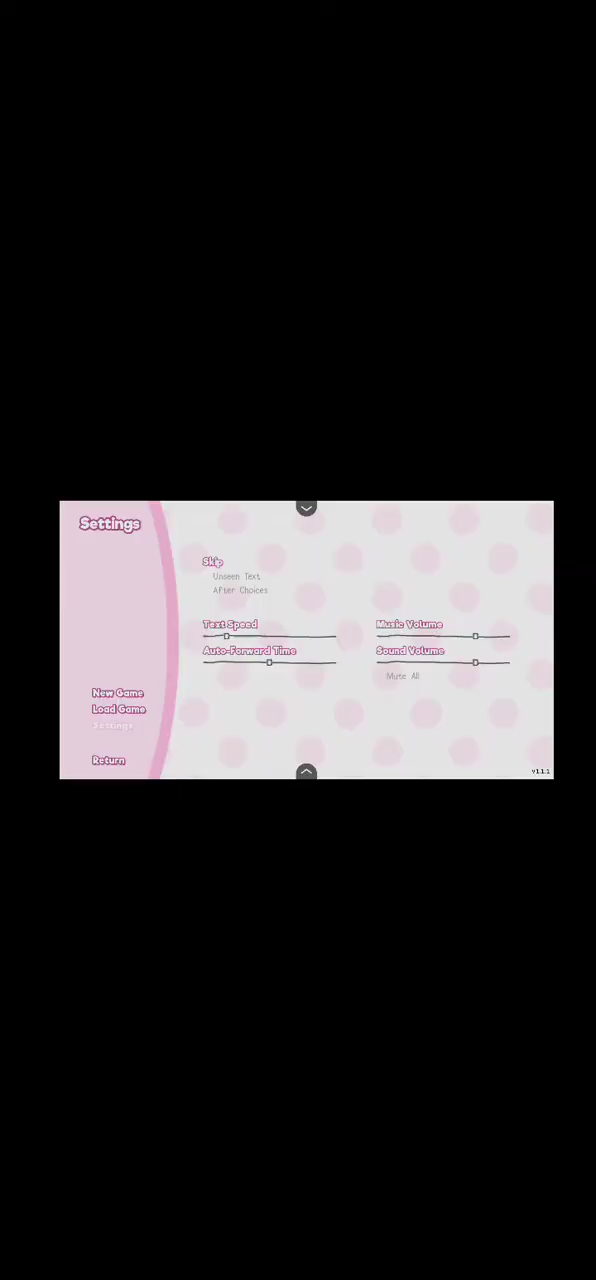 Settings
Skip
Unseen Text
After Choices
Text Speed
Auto-Forward Time
Music Volume
Sound Volume
Mute All
New Game
Load Game
Settings
Return
v1.1.1